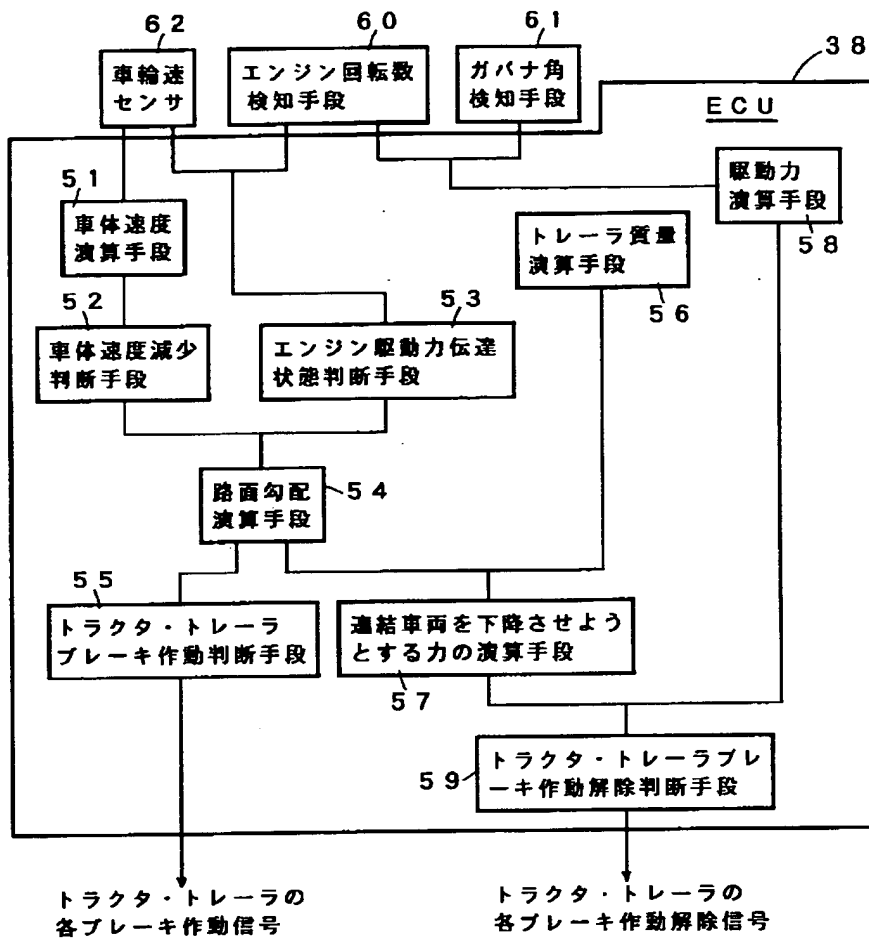 62
車輪速
センサ
60
エンジン回転数
検知手段
61
ガバナ角
検知手段
38
ECU
51
車体速度
演算手段
駆動力
演算手段
58
トレーラ質量
演算手段
56
52
車体速度減少
判断手段
53
エンジン駆動力伝達
状態判断手段
路面勾配
演算手段
54
55
トラクタ・トレーラ
ブレーキ作動判断手段
連結車両を下降させよう
とする力の演算手段
57
トラクタ・トレーラブレ
ーキ作動解除判断手段
59
トラクタ・トレーラの
各ブレーキ作動信号
トラクタ・トレーラの
各ブレーキ作動解除信号